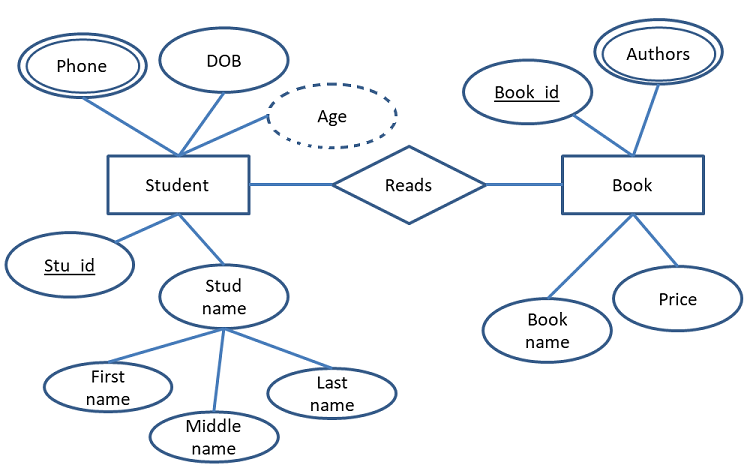 Phone
DOB
Authors
Book_id
Age
Student
Reads
Book
Stu_id
Stud
name
Price
Book
name
First
name
Last
name
Middle
name